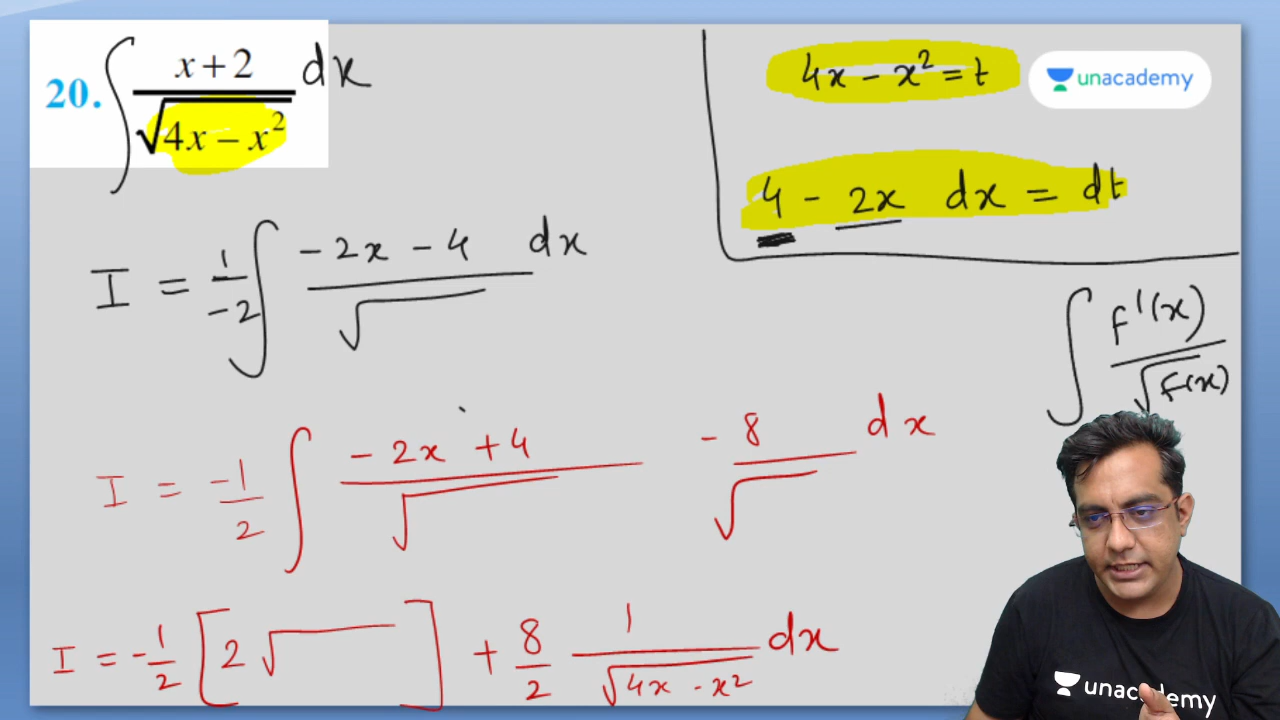 20. ∫ x+2 / √(4x − x²) dx
4x − x² = t
unacademy
4 − 2x dx = dt
I = 1/-2 ∫ -2x − 4 / √ dx
∫ f'(x) / √f(x)
I = -1/2 ∫ -2x + 4 / √ - 8 / √ dx
I = -1/2 [2√ ] + 8/2 1 / √(4x - x²) dx
unacademy